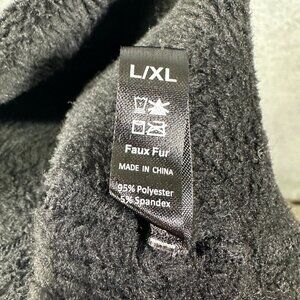 L/XL
Faux Fur
MADE IN CHINA
95% Polyester
5% Spandex